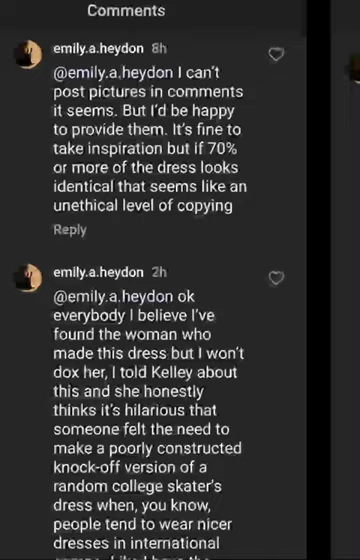 Comments
emily.a.heydon 8h
@emily.a.heydon I can't
post pictures in comments
it seems. But I'd be happy
to provide them. It's fine to
take inspiration but if 70%
or more of the dress looks
identical that seems like an
unethical level of copying
Reply
emily.a.heydon 2h
@emily.a.heydon ok
everybody I believe I've
found the woman who
made this dress but I won't
dox her, I told Kelley about
this and she honestly
thinks it's hilarious that
someone felt the need to
make a poorly constructed
knock-off version of a
random college skater's
dress when, you know,
people tend to wear nicer
dresses in international